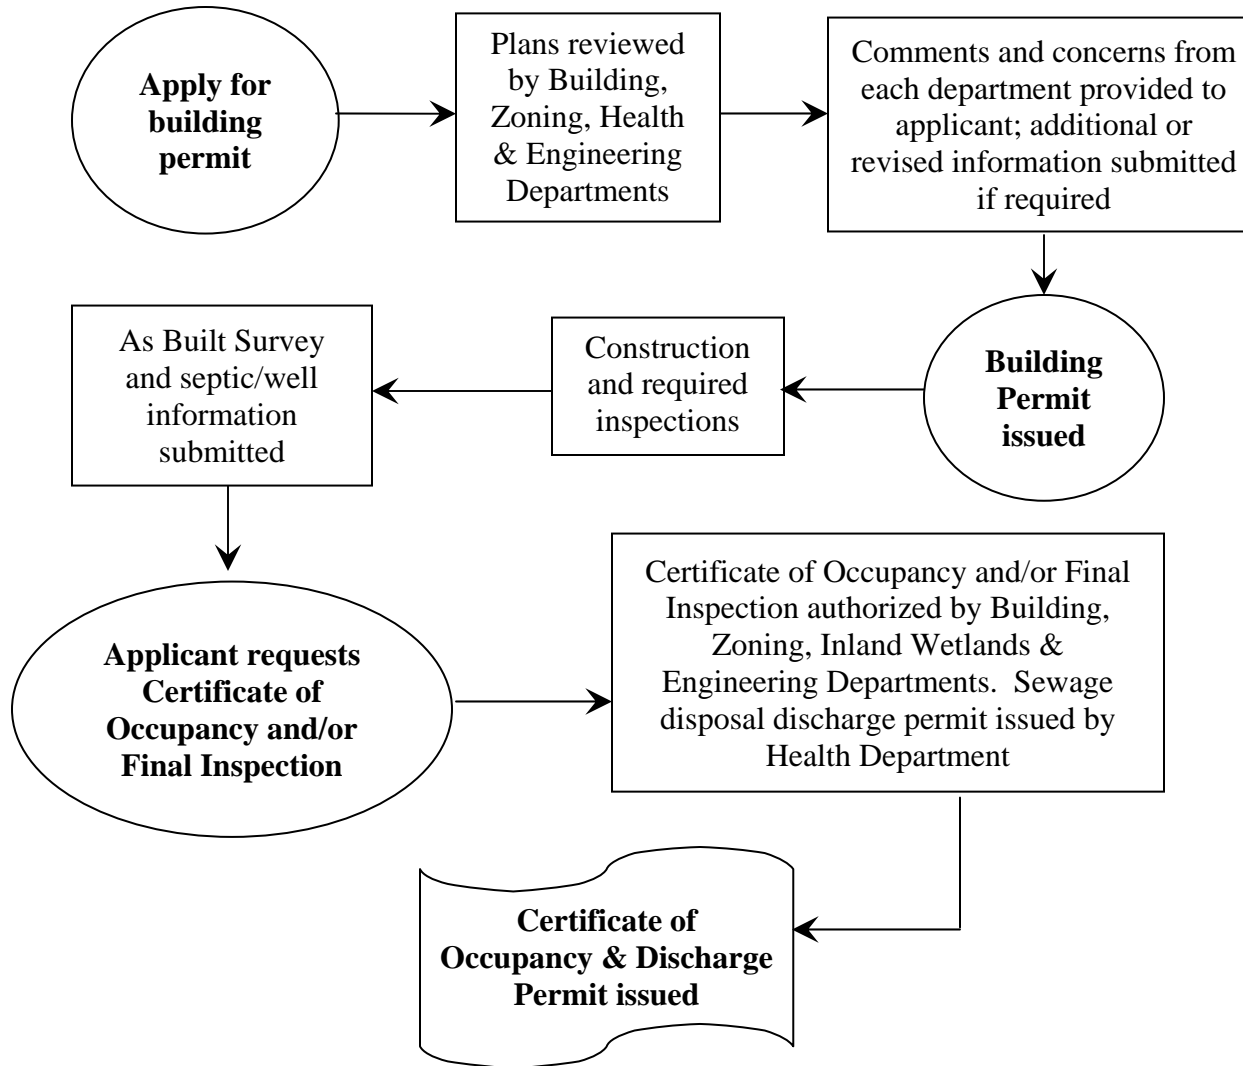 Apply for
building
permit
Plans reviewed
by Building,
Zoning, Health
& Engineering
Departments
Comments and concerns from
each department provided to
applicant; additional or
revised information submitted
if required
Building
Permit
issued
Construction
and required
inspections
As Built Survey
and septic/well
information
submitted
Applicant requests
Certificate of
Occupancy and/or
Final Inspection
Certificate of Occupancy and/or Final
Inspection authorized by Building,
Zoning, Inland Wetlands &
Engineering Departments.  Sewage
disposal discharge permit issued by
Health Department
Certificate of
Occupancy & Discharge
Permit issued